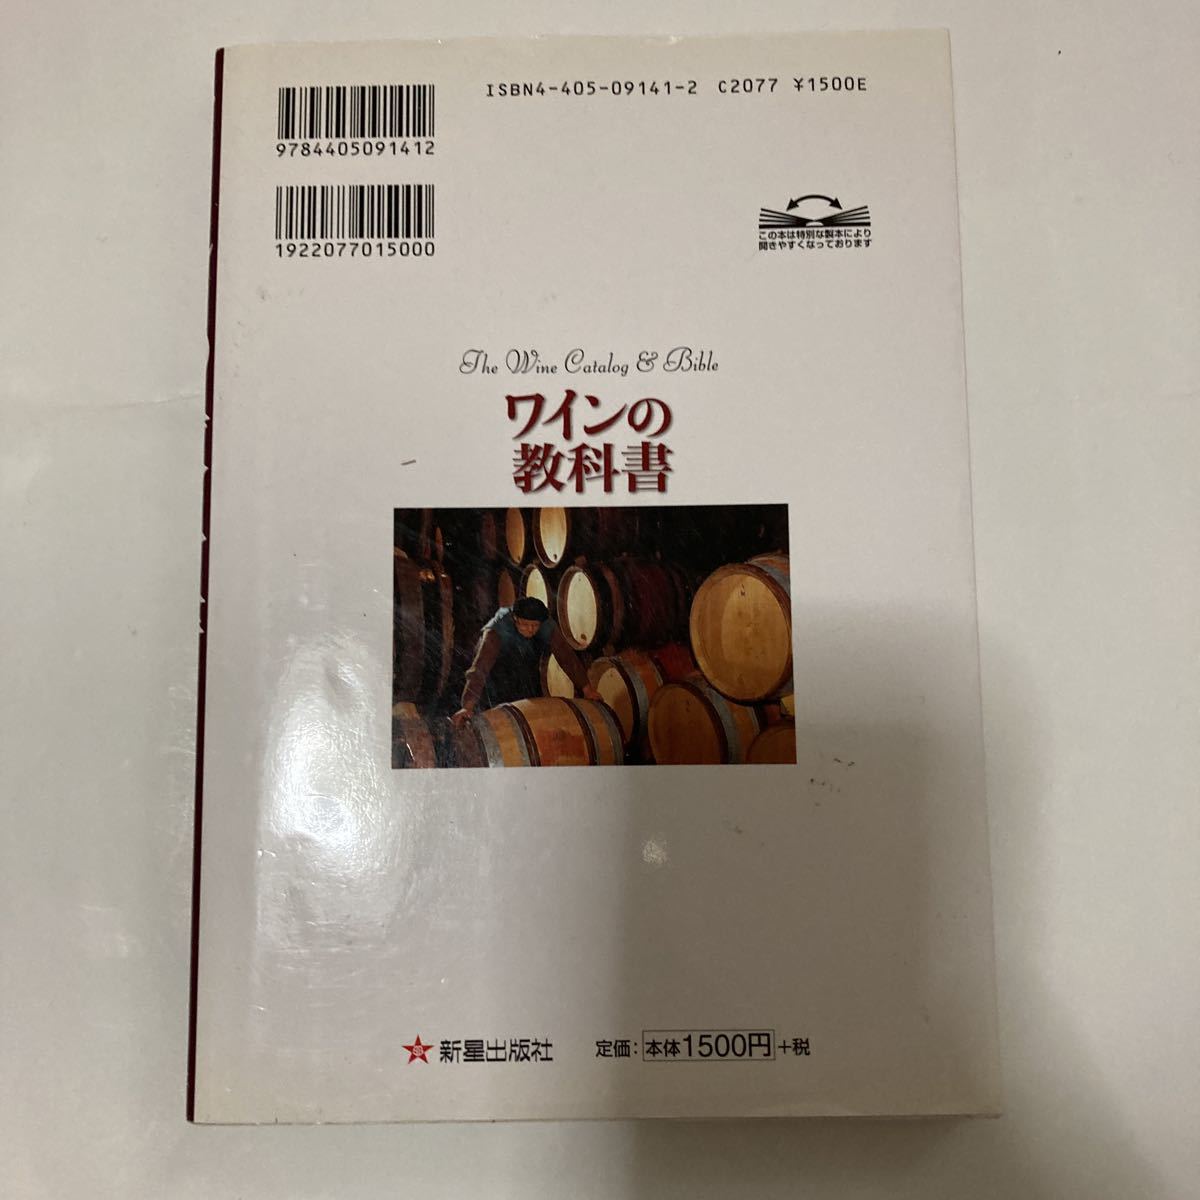 ISBN4-405-09141-2 C2077 ¥1500E
9784405091412
1922077015000
この本は特別な製本により
開きやすくなっております
The Wine Catalog & Bible
ワインの
教科書
新星出版社
定価：本体1500円+税